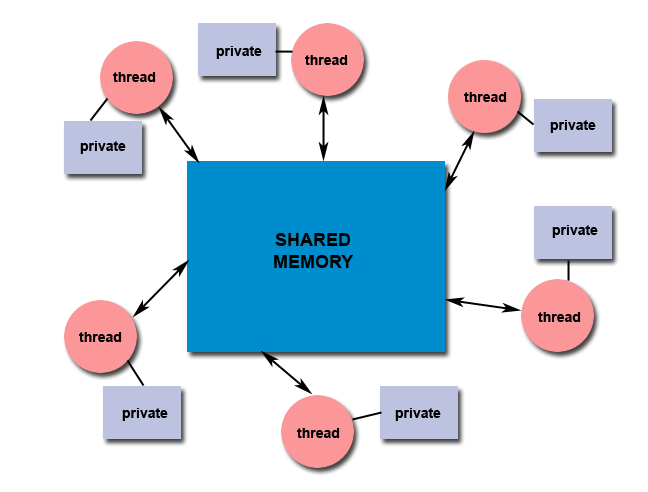 private
thread
thread
thread
private
private
private
SHARED
MEMORY
thread
thread
private
private
thread